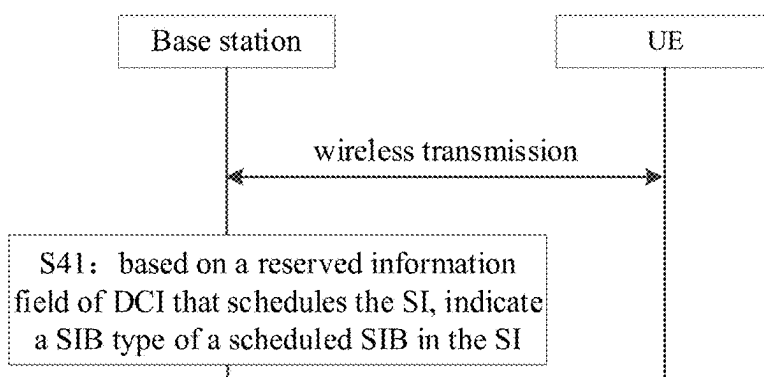 Base station
UE
wireless transmission
S41: based on a reserved information
field of DCI that schedules the SI, indicate
a SIB type of a scheduled SIB in the SI